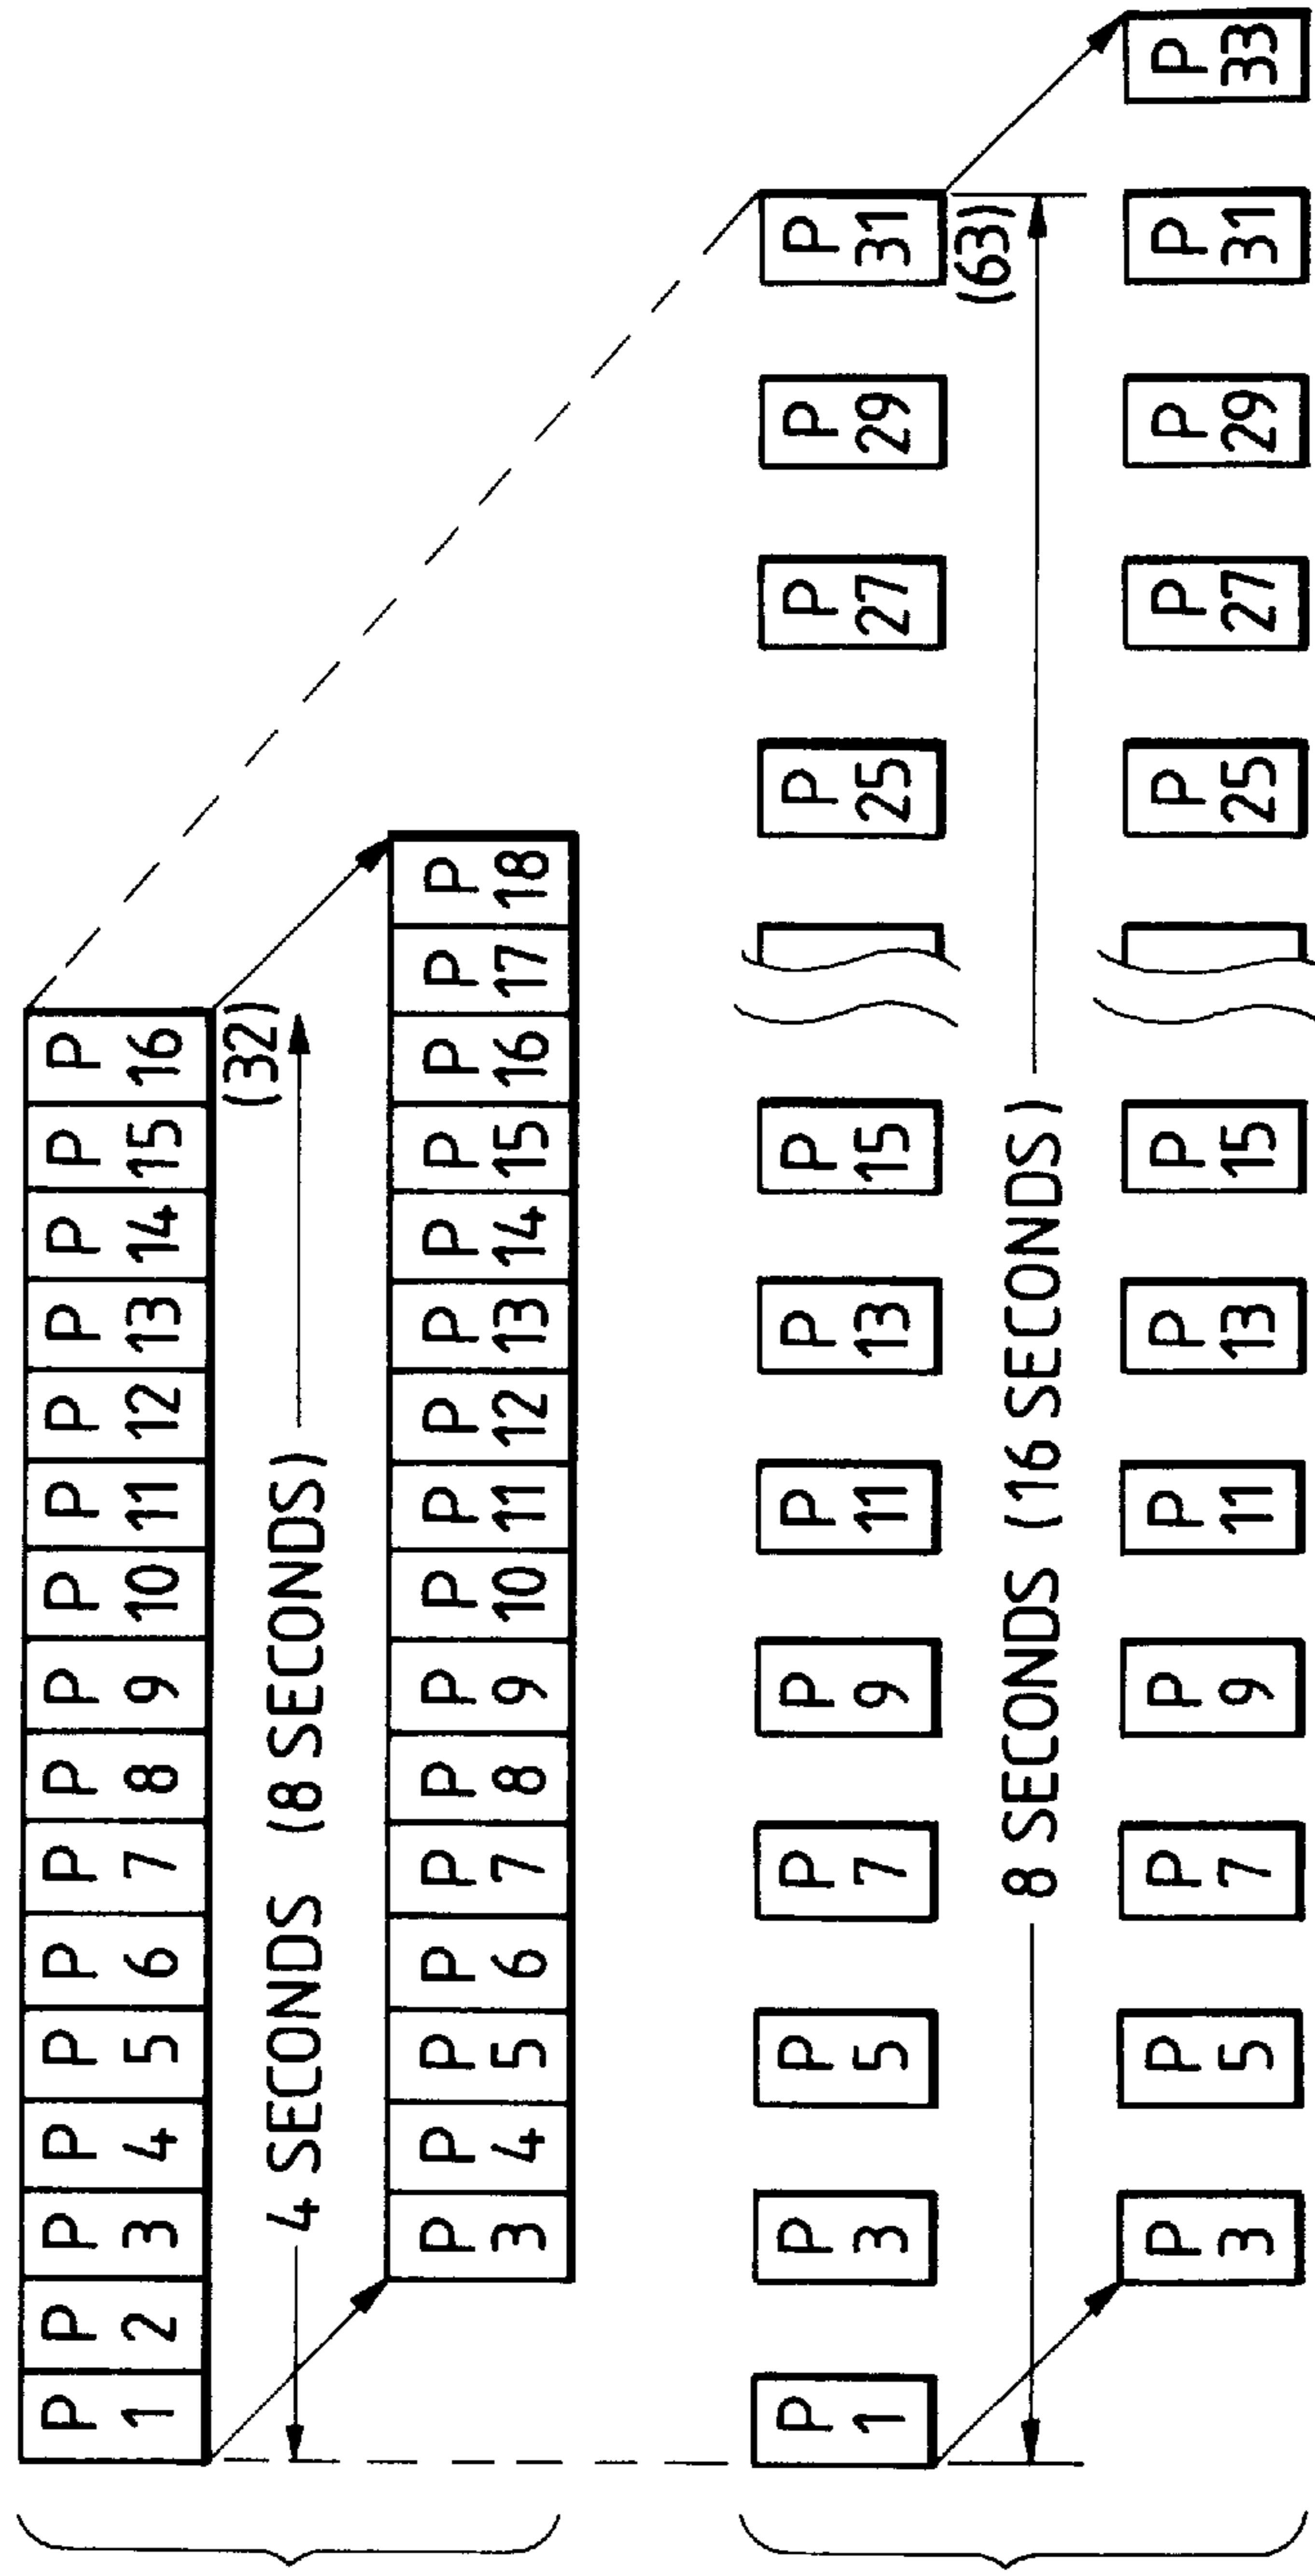 P 1 P 2 P 3 P 4 P 5 P 6 P 7 P 8 P 9 P 10 P 11 P 12 P 13 P 14 P 15 P 16
(32)
4 SECONDS (8 SECONDS)
P 3 P 4 P 5 P 6 P 7 P 8 P 9 P 10 P 11 P 12 P 13 P 14 P 15 P 16 P 17 P 18
P 1 P 3 P 5 P 7 P 9 P 11 P 13 P 15 P 25 P 27 P 29 P 31
(63)
8 SECONDS (16 SECONDS)
P 3 P 5 P 7 P 9 P 11 P 13 P 15 P 25 P 27 P 29 P 31 P 33